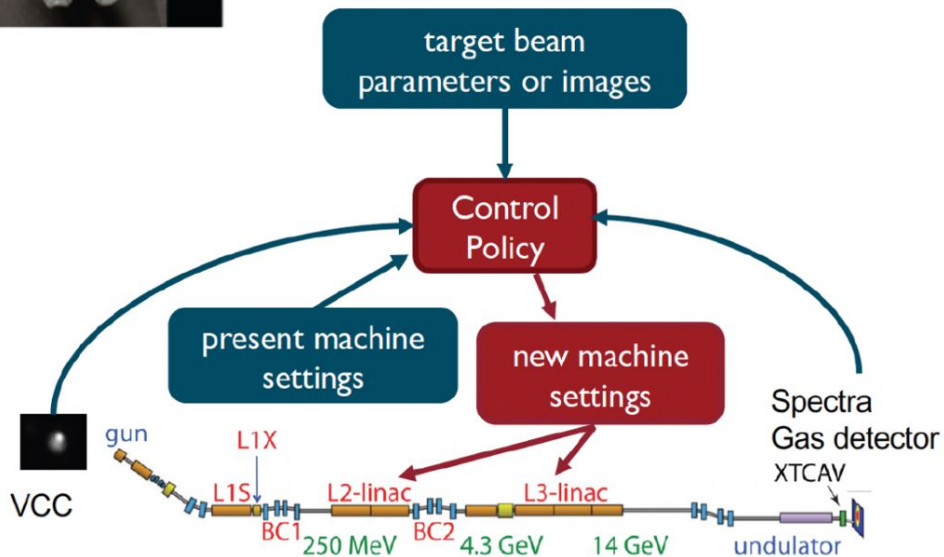 target beam
parameters or images
Control
Policy
present machine
settings
new machine
settings
Spectra
Gas detector
XTCAV
gun
L1X
VCC
L1S
L2-linac
L3-linac
BC1
BC2
250 MeV
4.3 GeV
14 GeV
undulator